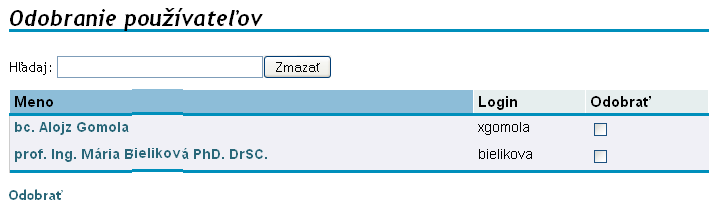 Odobranie používateľov
Hľadaj: Zmazať
Meno Login Odobrať
bc. Alojz Gomola xgomola
prof. Ing. Mária Bieliková PhD. DrSC. bielikova
Odobrať